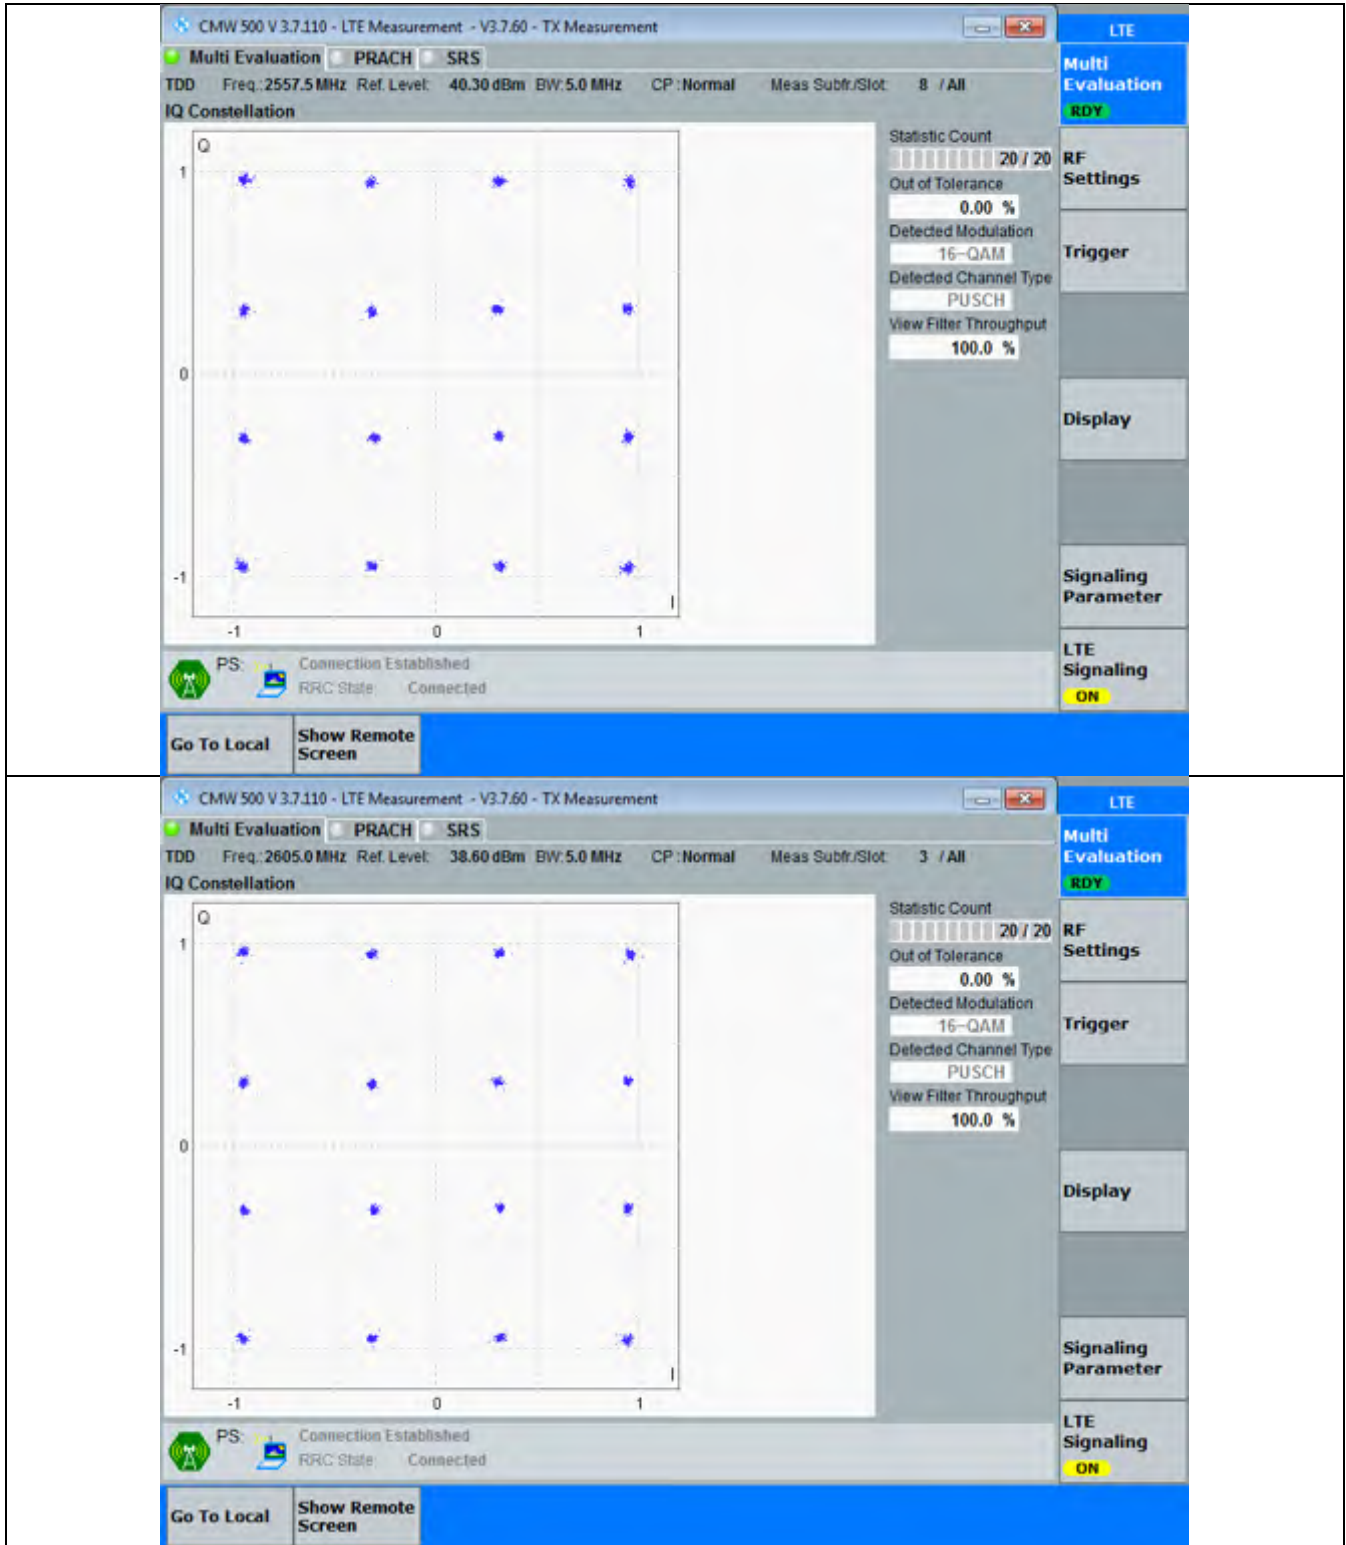 CMW 500 V 3.7.110 - LTE Measurement - V3.7.60 - TX Measurement
LTE
Multi Evaluation PRACH SRS
Multi
Evaluation
RDY
TDD Freq.:2557.5 MHz Ref. Level: 40.30 dBm BW:5.0 MHz CP :Normal Meas Subfr./Slot: 8 / All
IQ Constellation
Q
1
0
-1
-1 0 1
I
Statistic Count
20 / 20
Out of Tolerance
0.00 %
Detected Modulation
16-QAM
Detected Channel Type
PUSCH
View Filter Throughput
100.0 %
RF
Settings
Trigger
Display
Signaling
Parameter
LTE
Signaling
ON
PS: Connection Established
RRC State Connected
Go To Local
Show Remote
Screen
CMW 500 V 3.7.110 - LTE Measurement - V3.7.60 - TX Measurement
LTE
Multi Evaluation PRACH SRS
Multi
Evaluation
RDY
TDD Freq.:2605.0 MHz Ref. Level: 38.60 dBm BW:5.0 MHz CP :Normal Meas Subfr./Slot: 3 / All
IQ Constellation
Q
1
0
-1
-1 0 1
I
Statistic Count
20 / 20
Out of Tolerance
0.00 %
Detected Modulation
16-QAM
Detected Channel Type
PUSCH
View Filter Throughput
100.0 %
RF
Settings
Trigger
Display
Signaling
Parameter
LTE
Signaling
ON
PS: Connection Established
RRC State Connected
Go To Local
Show Remote
Screen